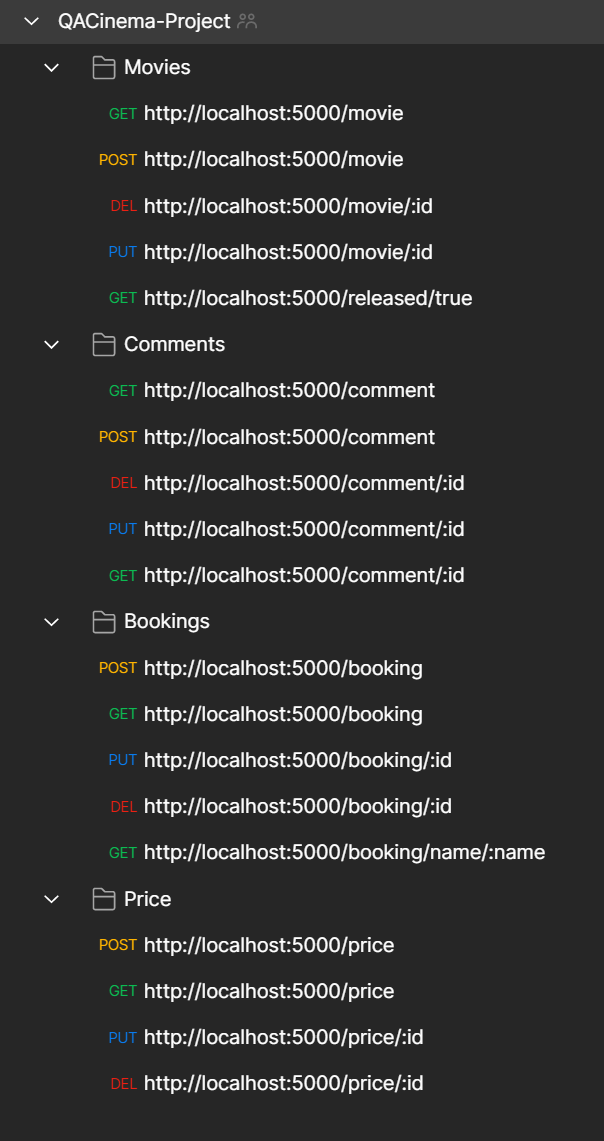 QACinema-Project
Movies
GET http://localhost:5000/movie
POST http://localhost:5000/movie
DEL http://localhost:5000/movie/:id
PUT http://localhost:5000/movie/:id
GET http://localhost:5000/released/true
Comments
GET http://localhost:5000/comment
POST http://localhost:5000/comment
DEL http://localhost:5000/comment/:id
PUT http://localhost:5000/comment/:id
GET http://localhost:5000/comment/:id
Bookings
POST http://localhost:5000/booking
GET http://localhost:5000/booking
PUT http://localhost:5000/booking/:id
DEL http://localhost:5000/booking/:id
GET http://localhost:5000/booking/name/:name
Price
POST http://localhost:5000/price
GET http://localhost:5000/price
PUT http://localhost:5000/price/:id
DEL http://localhost:5000/price/:id